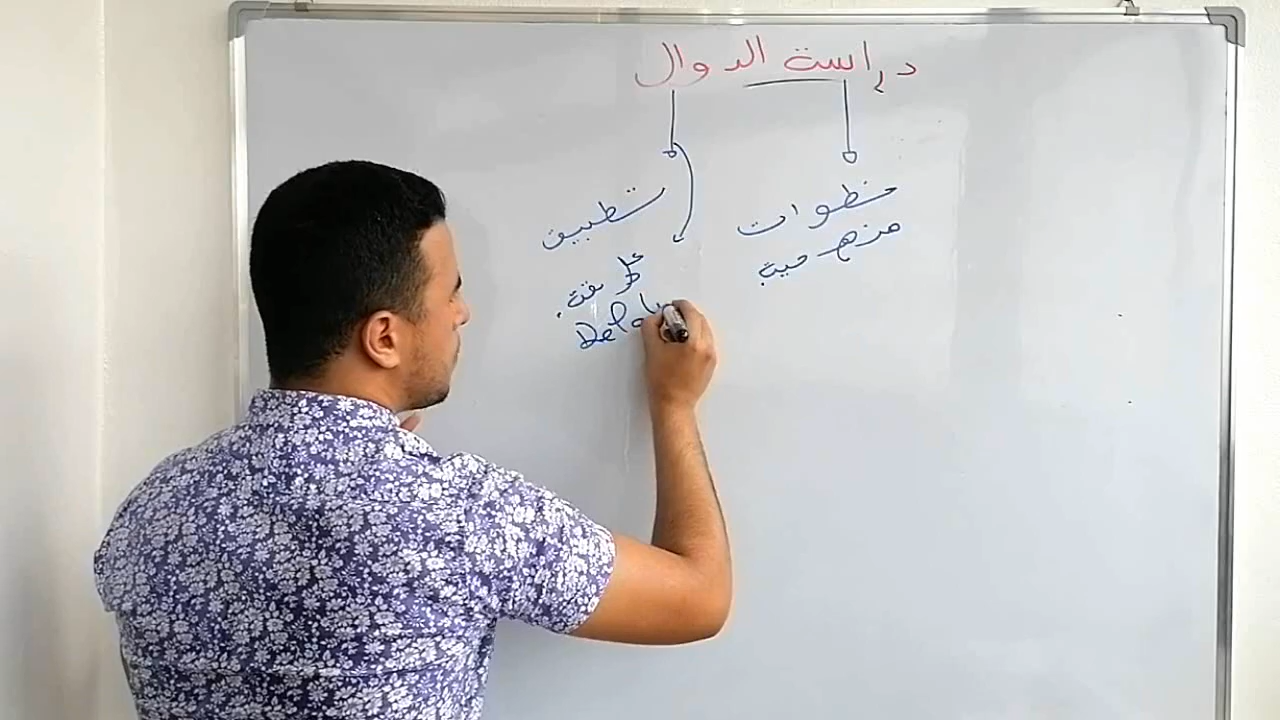 دراسة الدوال
خطوات
منهجية
تطبيق
طريقة